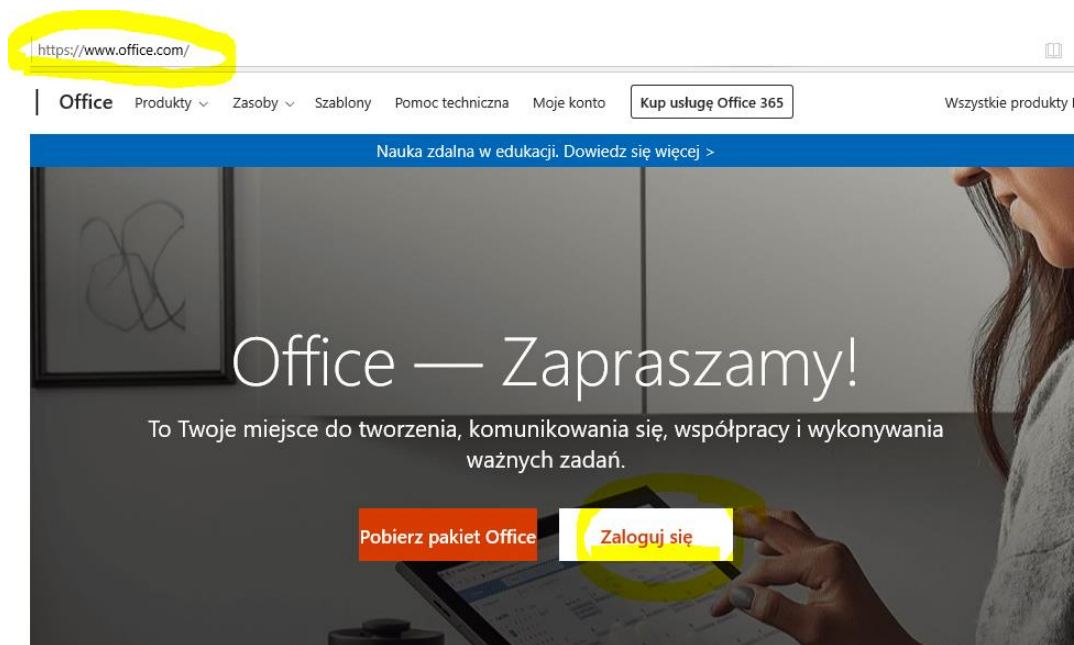 https://www.office.com/
Office Produkty Zasoby Szablony Pomoc techniczna Moje konto Kup usługę Office 365 Wszystkie produkty
Nauka zdalna w edukacji. Dowiedz się więcej >
Office — Zapraszamy!
To Twoje miejsce do tworzenia, komunikowania się, współpracy i wykonywania
ważnych zadań.
Pobierz pakiet Office Zaloguj się